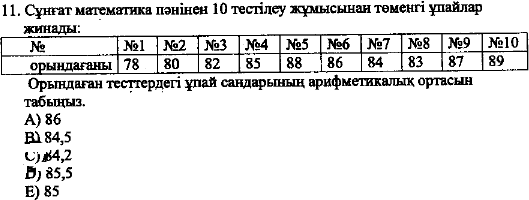 11. Сұнғат математика пәнінен 10 тестілеу жұмысынан төменгі ұпайлар
жинады:
№ №1 №2 №3 №4 №5 №6 №7 №8 №9 №10
орындағаны 78 80 82 85 88 86 84 83 87 89
Орындаған тесттердегі ұпай сандарының арифметикалық ортасын
табыңыз.
A) 86
B) 84,5
C) 84,2
D) 85,5
E) 85